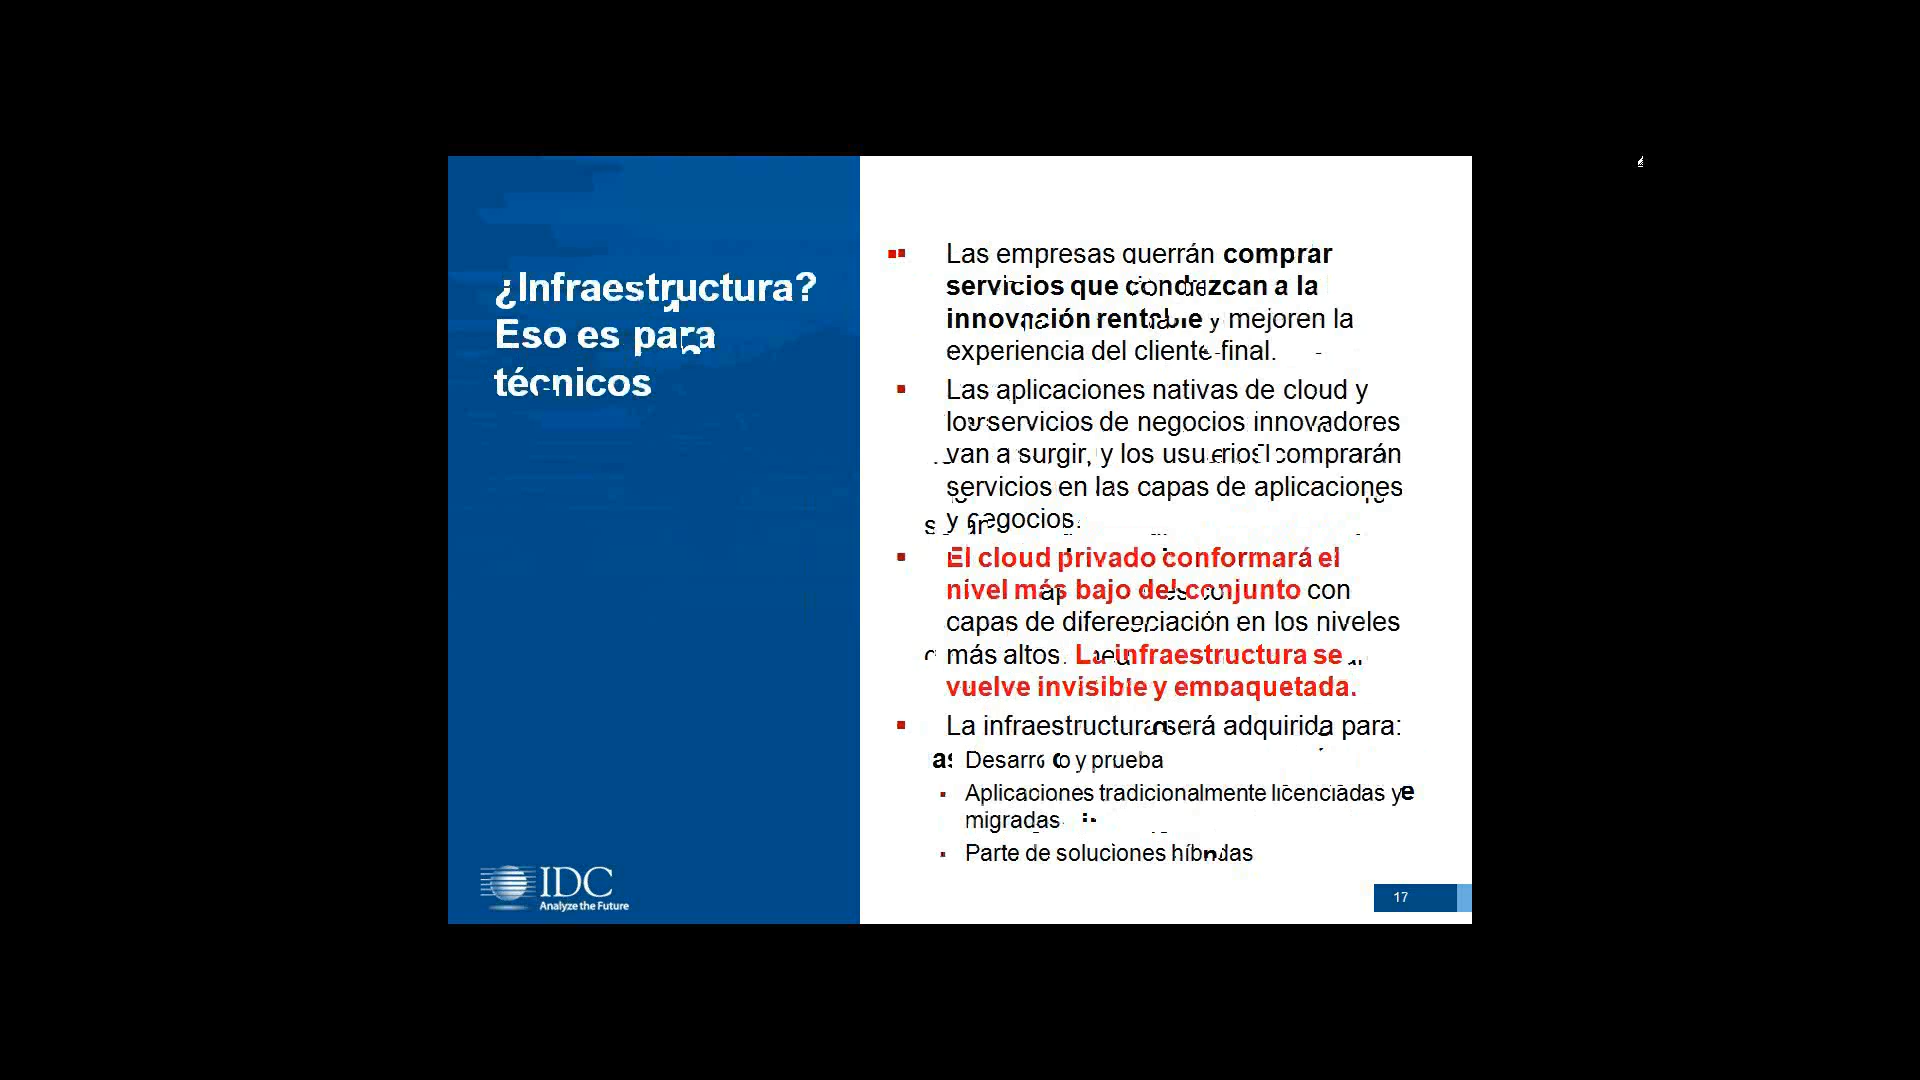 ¿Infraestructura?
Eso es para
técnicos
Las empresas querrán comprar
servicios que conduzcan a la
innovación rentable y mejoren la
experiencia del cliente final.
Las aplicaciones nativas de cloud y
los servicios de negocios innovadores
van a surgir, y los usuarios comprarán
servicios en las capas de aplicaciones
y negocios.
El cloud privado conformará el
nivel más bajo del conjunto con
capas de diferenciación en los niveles
más altos. La infraestructura se
vuelve invisible y empaquetada.
La infraestructura será adquirida para:
Desarrollo y prueba
Aplicaciones tradicionalmente licenciadas y
migradas
Parte de soluciones híbridas
IDC
Analyze the Future
17